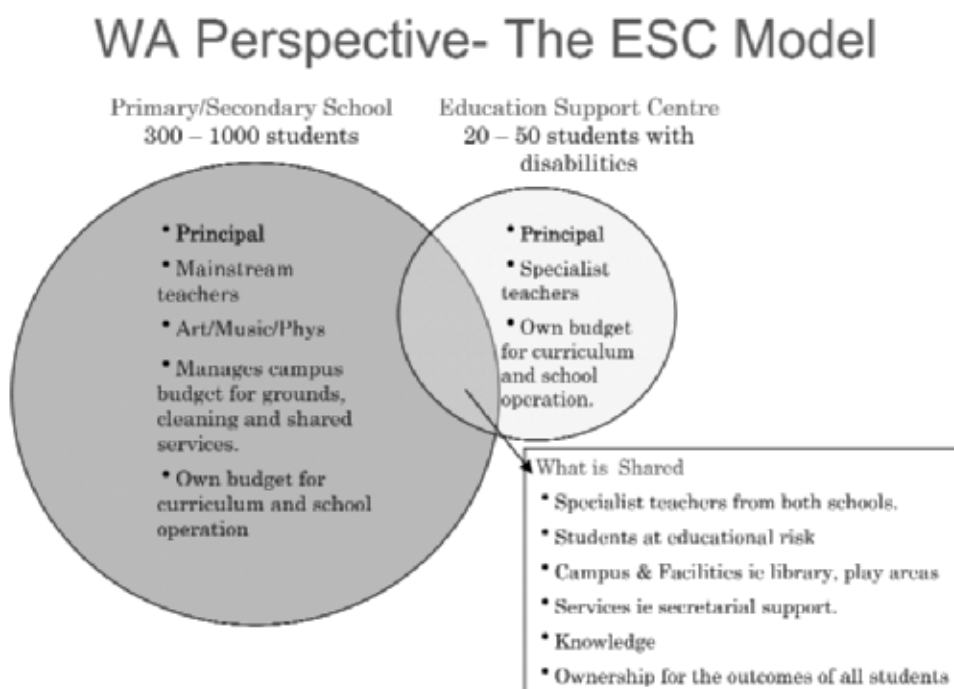 WA Perspective- The ESC Model
Primary/Secondary School
300 – 1000 students
Education Support Centre
20 – 50 students with
disabilities
• Principal
• Mainstream
teachers
• Art/Music/Phys
• Manages campus
budget for grounds,
cleaning and shared
services.
• Own budget for
curriculum and school
operation
• Principal
• Specialist
teachers
• Own budget
for curriculum
and school
operation.
What is Shared
• Specialist teachers from both schools.
• Students at educational risk
• Campus & Facilities ie library, play areas
• Services ie secretarial support.
• Knowledge
• Ownership for the outcomes of all students